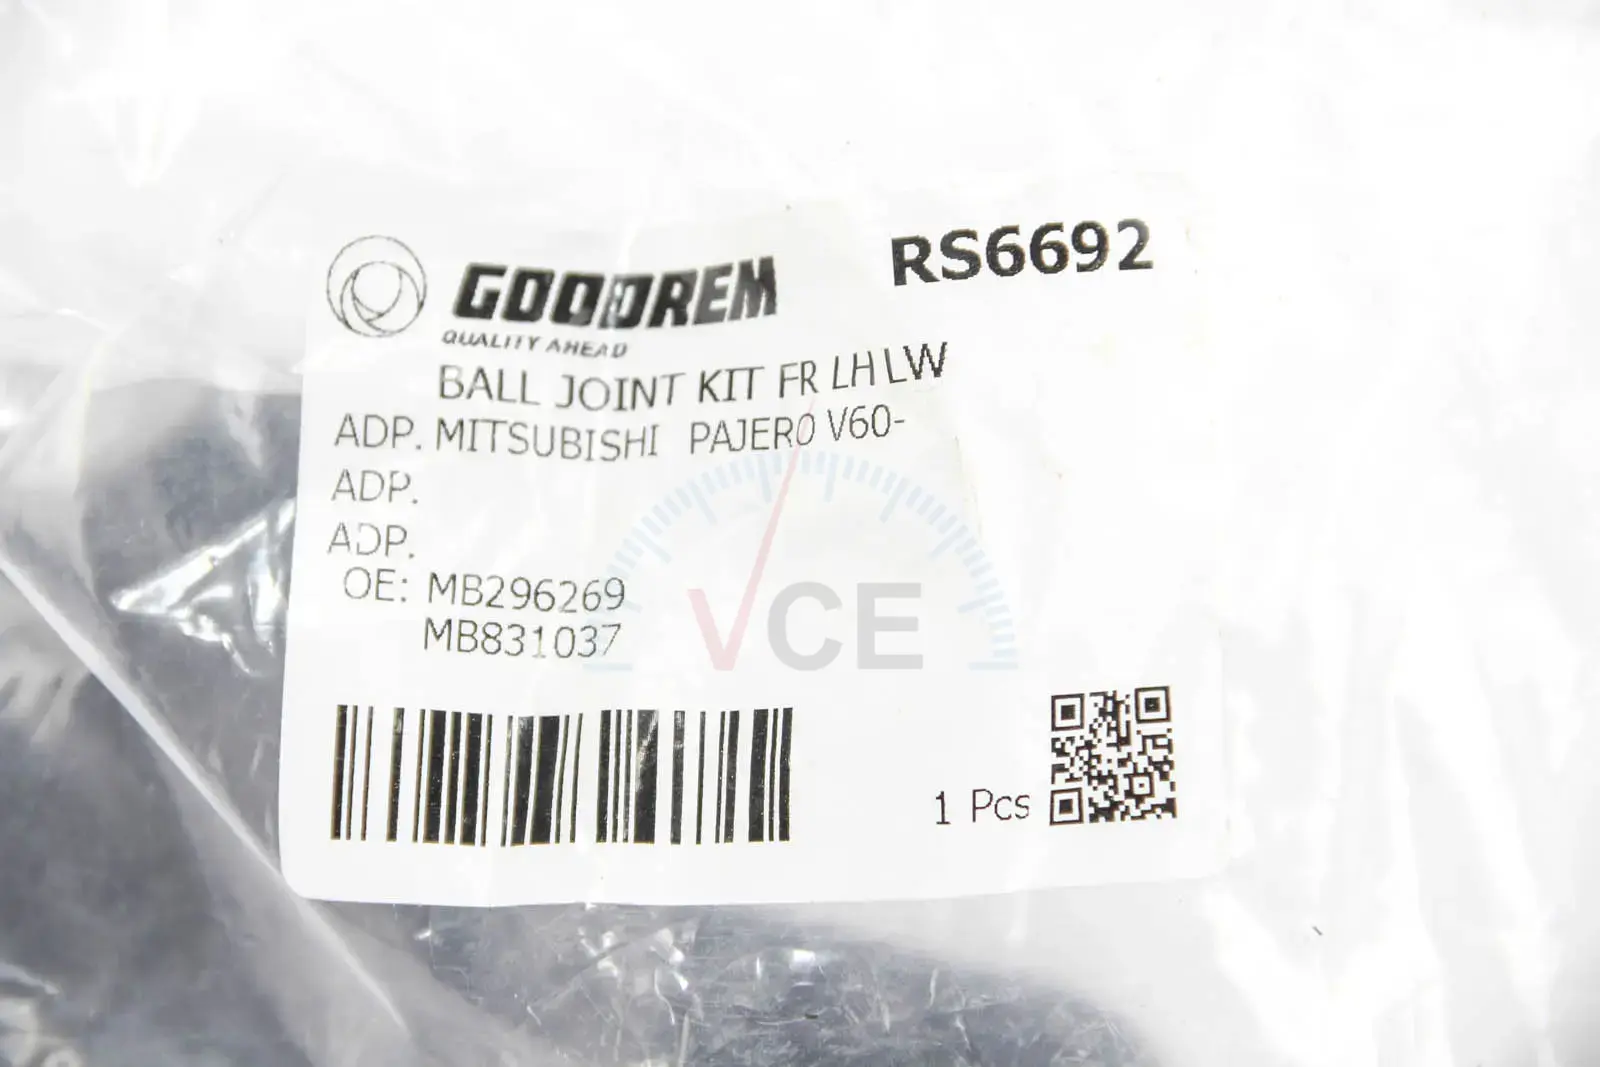 GOODREM
QUALITY AHEAD
RS6692
BALL JOINT KIT FR LH LW
ADP. MITSUBISHI PAJERO V60-
ADP.
ADP.
OE: MB296269
MB831037
VCE
1 Pcs